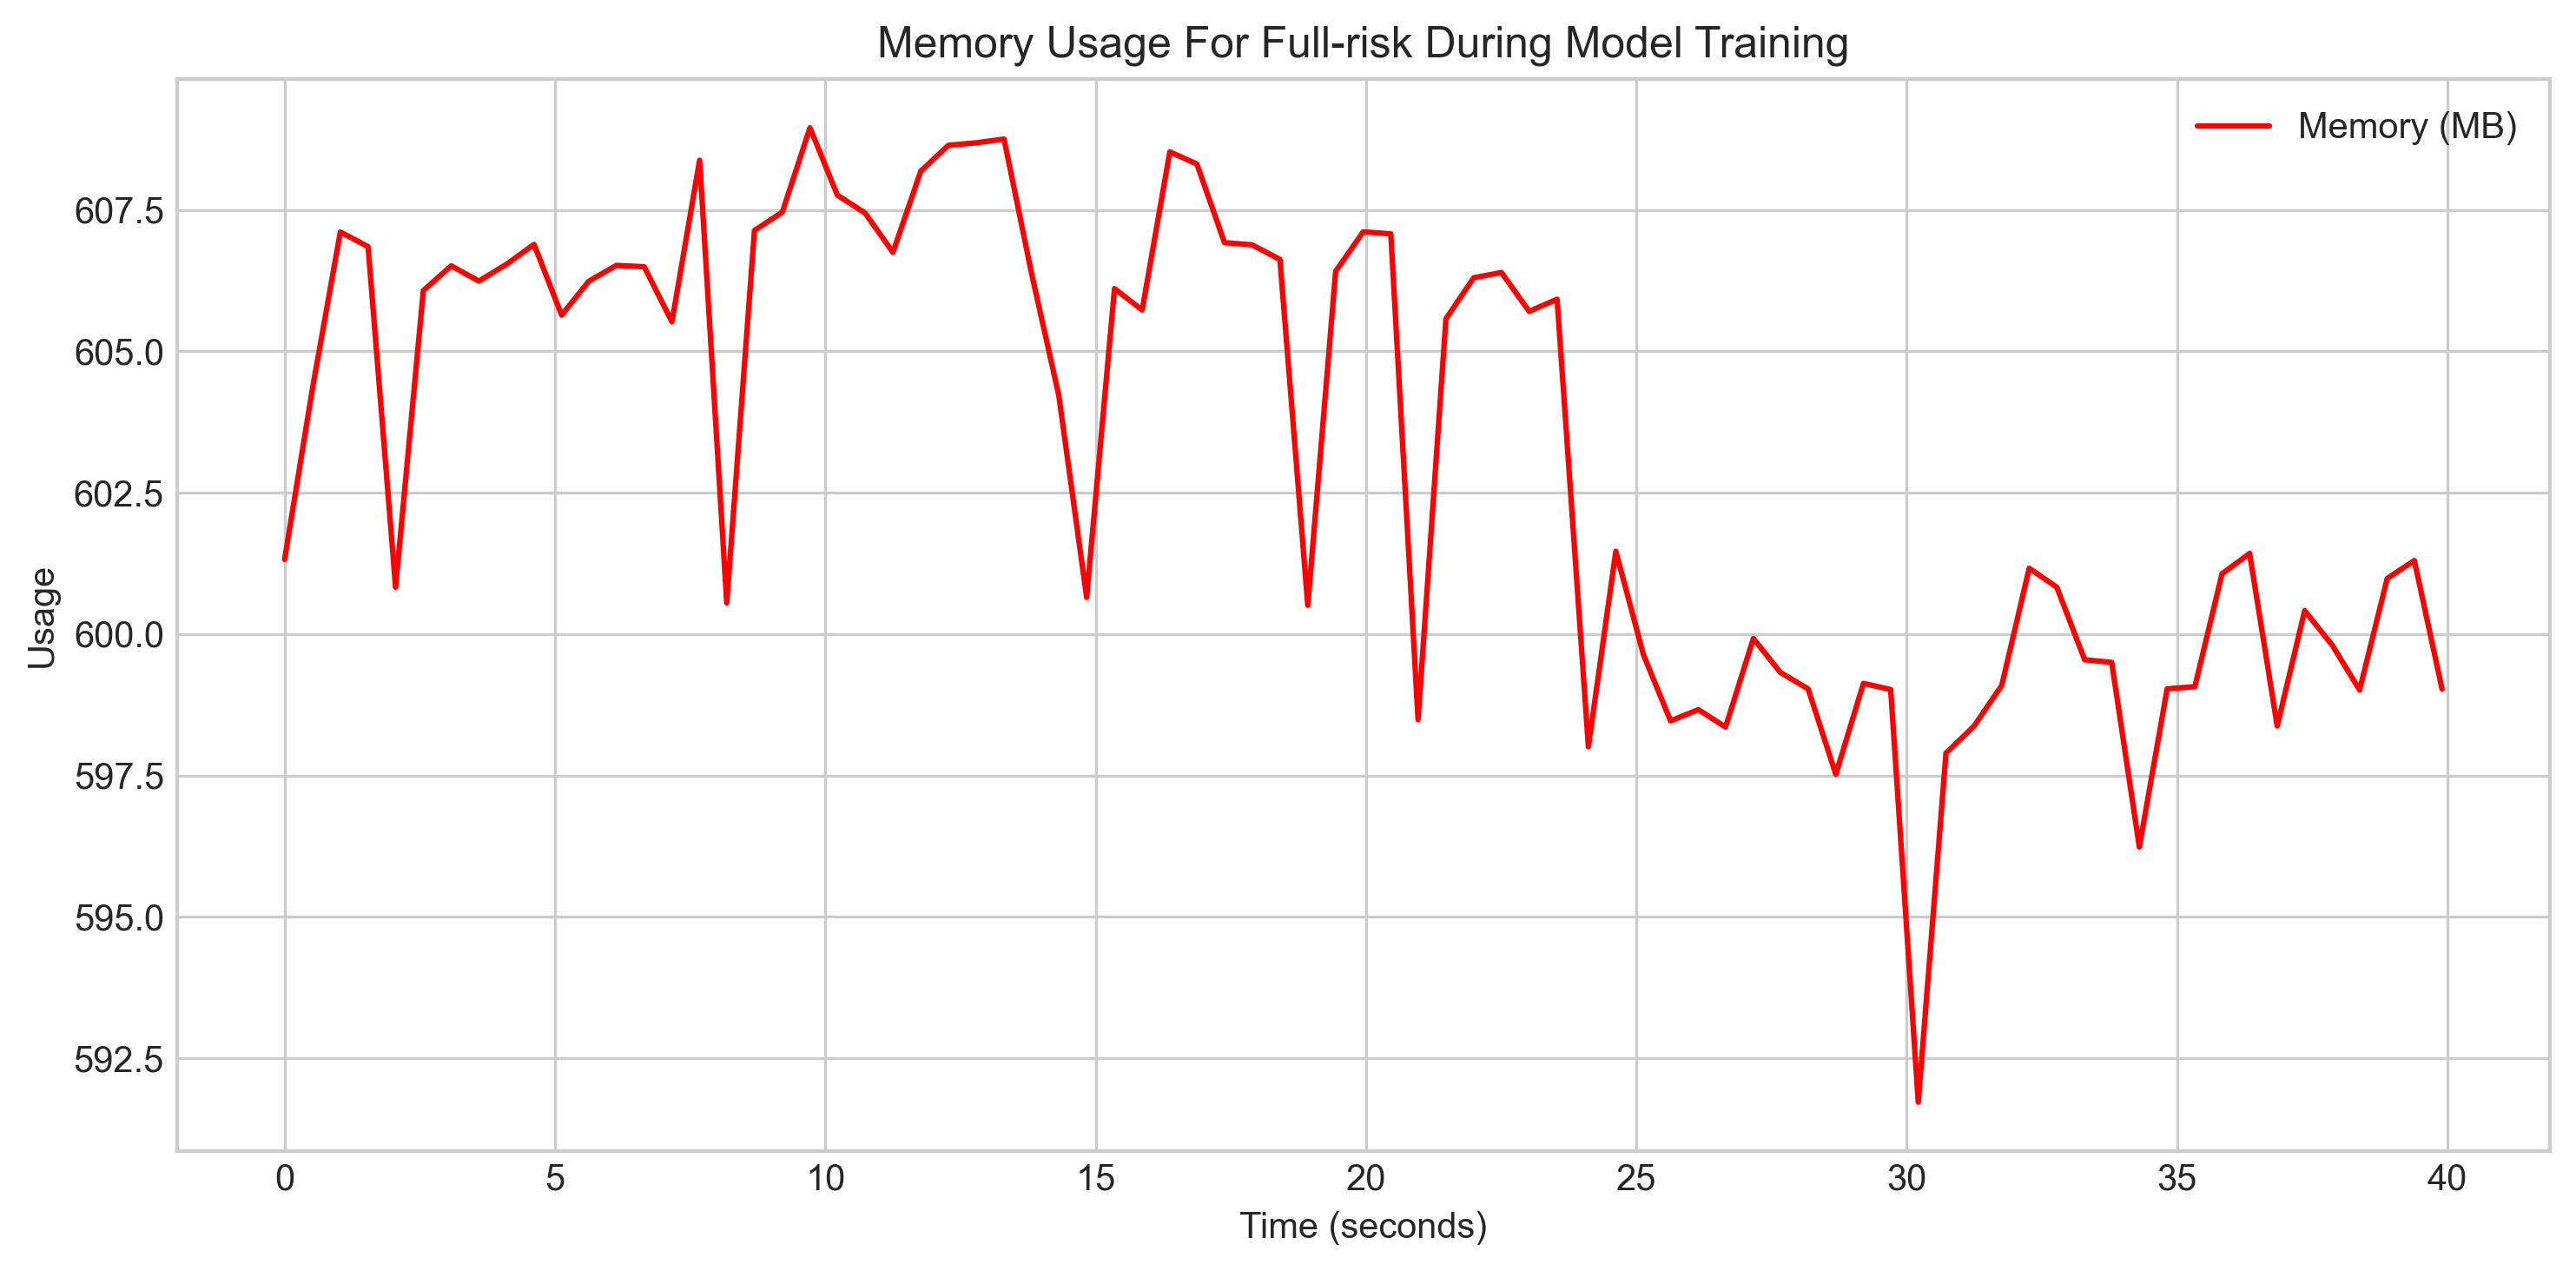 Memory Usage For Full-risk During Model Training
Memory (MB)
607.5
605.0
602.5
600.0
597.5
595.0
592.5
Usage
0 5 10 15 20 25 30 35 40
Time (seconds)